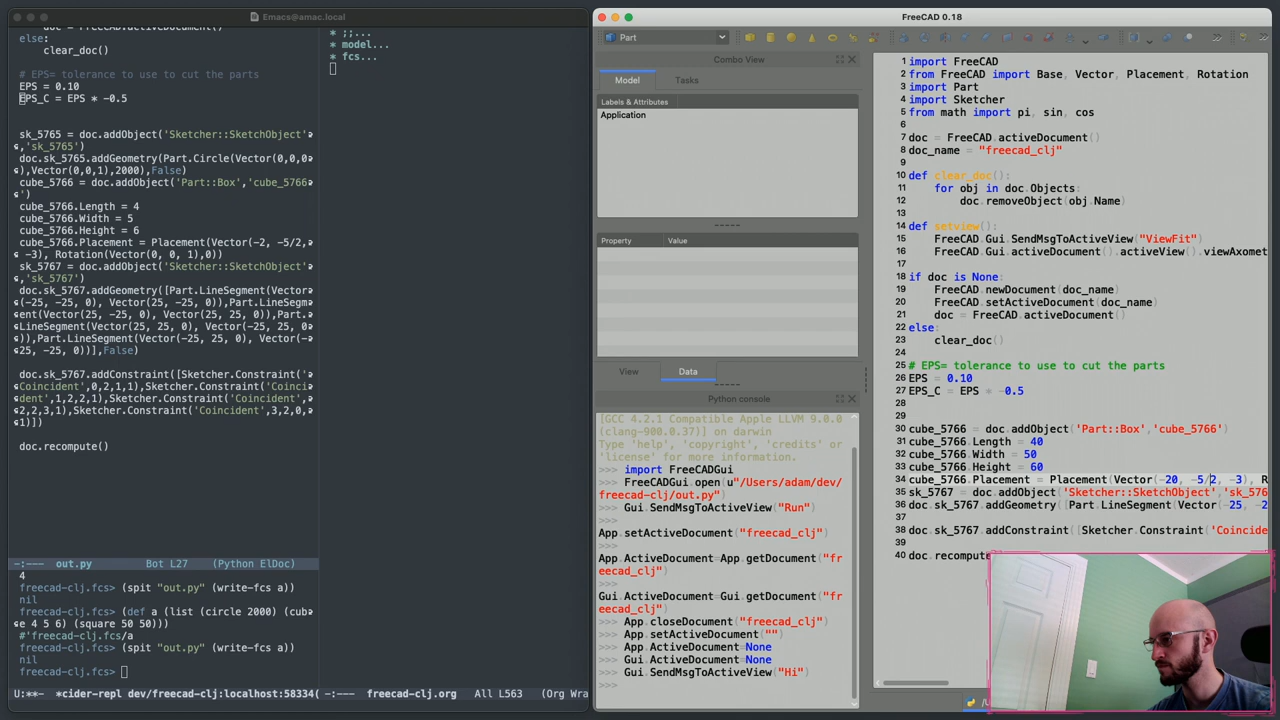 Emacs@amac.local
else:
clear_doc()
# EPS= tolerance to use to cut the parts
EPS = 0.10
EPS_C = EPS * -0.5
sk_5765 = doc.addObject('Sketcher::SketchObject'
,'sk_5765')
doc.sk_5765.addGeometry(Part.Circle(Vector(0,0,0
),Vector(0,0,1),2000),False)
cube_5766 = doc.addObject('Part::Box','cube_5766
')
cube_5766.Length = 4
cube_5766.Width = 5
cube_5766.Height = 6
cube_5766.Placement = Placement(Vector(-2, -5/2,
-3), Rotation(Vector(0, 0, 1),0))
sk_5767 = doc.addObject('Sketcher::SketchObject'
,'sk_5767')
doc.sk_5767.addGeometry([Part.LineSegment(Vector
(-25, -25, 0), Vector(25, -25, 0)),Part.LineSegm
ent(Vector(25, -25, 0), Vector(25, 25, 0)),Part.
LineSegment(Vector(25, 25, 0), Vector(-25, 25, 0
)),Part.LineSegment(Vector(-25, 25, 0), Vector(-
25, -25, 0))],False)
doc.sk_5767.addConstraint([Sketcher.Constraint('
Coincident',0,2,1,1),Sketcher.Constraint('Coinci
dent',1,2,2,1),Sketcher.Constraint('Coincident',
2,2,3,1),Sketcher.Constraint('Coincident',3,2,0,
1)])
doc.recompute()
-:--- out.py Bot L27 (Python ElDoc)
4
freecad-clj.fcs> (spit "out.py" (write-fcs a))
nil
freecad-clj.fcs> (def a (list (circle 2000) (cub
e 4 5 6) (square 50 50)))
#'freecad-clj.fcs/a
freecad-clj.fcs> (spit "out.py" (write-fcs a))
nil
freecad-clj.fcs>
U:**- *cider-repl dev/freecad-clj:localhost:58334(
* ;;...
* model...
* fcs...
-:--- freecad-clj.org All L563 (Org Wra
FreeCAD 0.18
Part
Combo View
Model
Tasks
Labels & Attributes
Application
Property
Value
View
Data
Python console
[GCC 4.2.1 Compatible Apple LLVM 9.0.0
(clang-900.0.37)] on darwin
Type 'help', 'copyright', 'credits' or
'license' for more information.
>>> import FreeCADGui
>>> FreeCADGui.open(u"/Users/adam/dev/
freecad-clj/out.py")
>>> Gui.SendMsgToActiveView("Run")
>>>
App.setActiveDocument("freecad_clj")
>>>
App.ActiveDocument=App.getDocument("fr
eecad_clj")
>>>
Gui.ActiveDocument=Gui.getDocument("fr
eecad_clj")
>>> App.closeDocument("freecad_clj")
>>> App.setActiveDocument("")
>>> App.ActiveDocument=None
>>> Gui.ActiveDocument=None
>>> Gui.SendMsgToActiveView("Hi")
>>>
1 import FreeCAD
2 from FreeCAD import Base, Vector, Placement, Rotation
3 import Part
4 import Sketcher
5 from math import pi, sin, cos
6
7 doc = FreeCAD.activeDocument()
8 doc_name = "freecad_clj"
9
10 def clear_doc():
11 for obj in doc.Objects:
12 doc.removeObject(obj.Name)
13
14 def setview():
15 FreeCAD.Gui.SendMsgToActiveView("ViewFit")
16 FreeCAD.Gui.activeDocument().activeView().viewAxomet
17
18 if doc is None:
19 FreeCAD.newDocument(doc_name)
20 FreeCAD.setActiveDocument(doc_name)
21 doc = FreeCAD.activeDocument()
22 else:
23 clear_doc()
24
25 # EPS= tolerance to use to cut the parts
26 EPS = 0.10
27 EPS_C = EPS * -0.5
28
29
30 cube_5766 = doc.addObject('Part::Box','cube_5766')
31 cube_5766.Length = 40
32 cube_5766.Width = 50
33 cube_5766.Height = 60
34 cube_5766.Placement = Placement(Vector(-20, -5/2, -3), R
35 sk_5767 = doc.addObject('Sketcher::SketchObject','sk_576
36 doc.sk_5767.addGeometry([Part.LineSegment(Vector(-25, -25
37
38 doc.sk_5767.addConstraint([Sketcher.Constraint('Coincide
39
40 doc.recompute